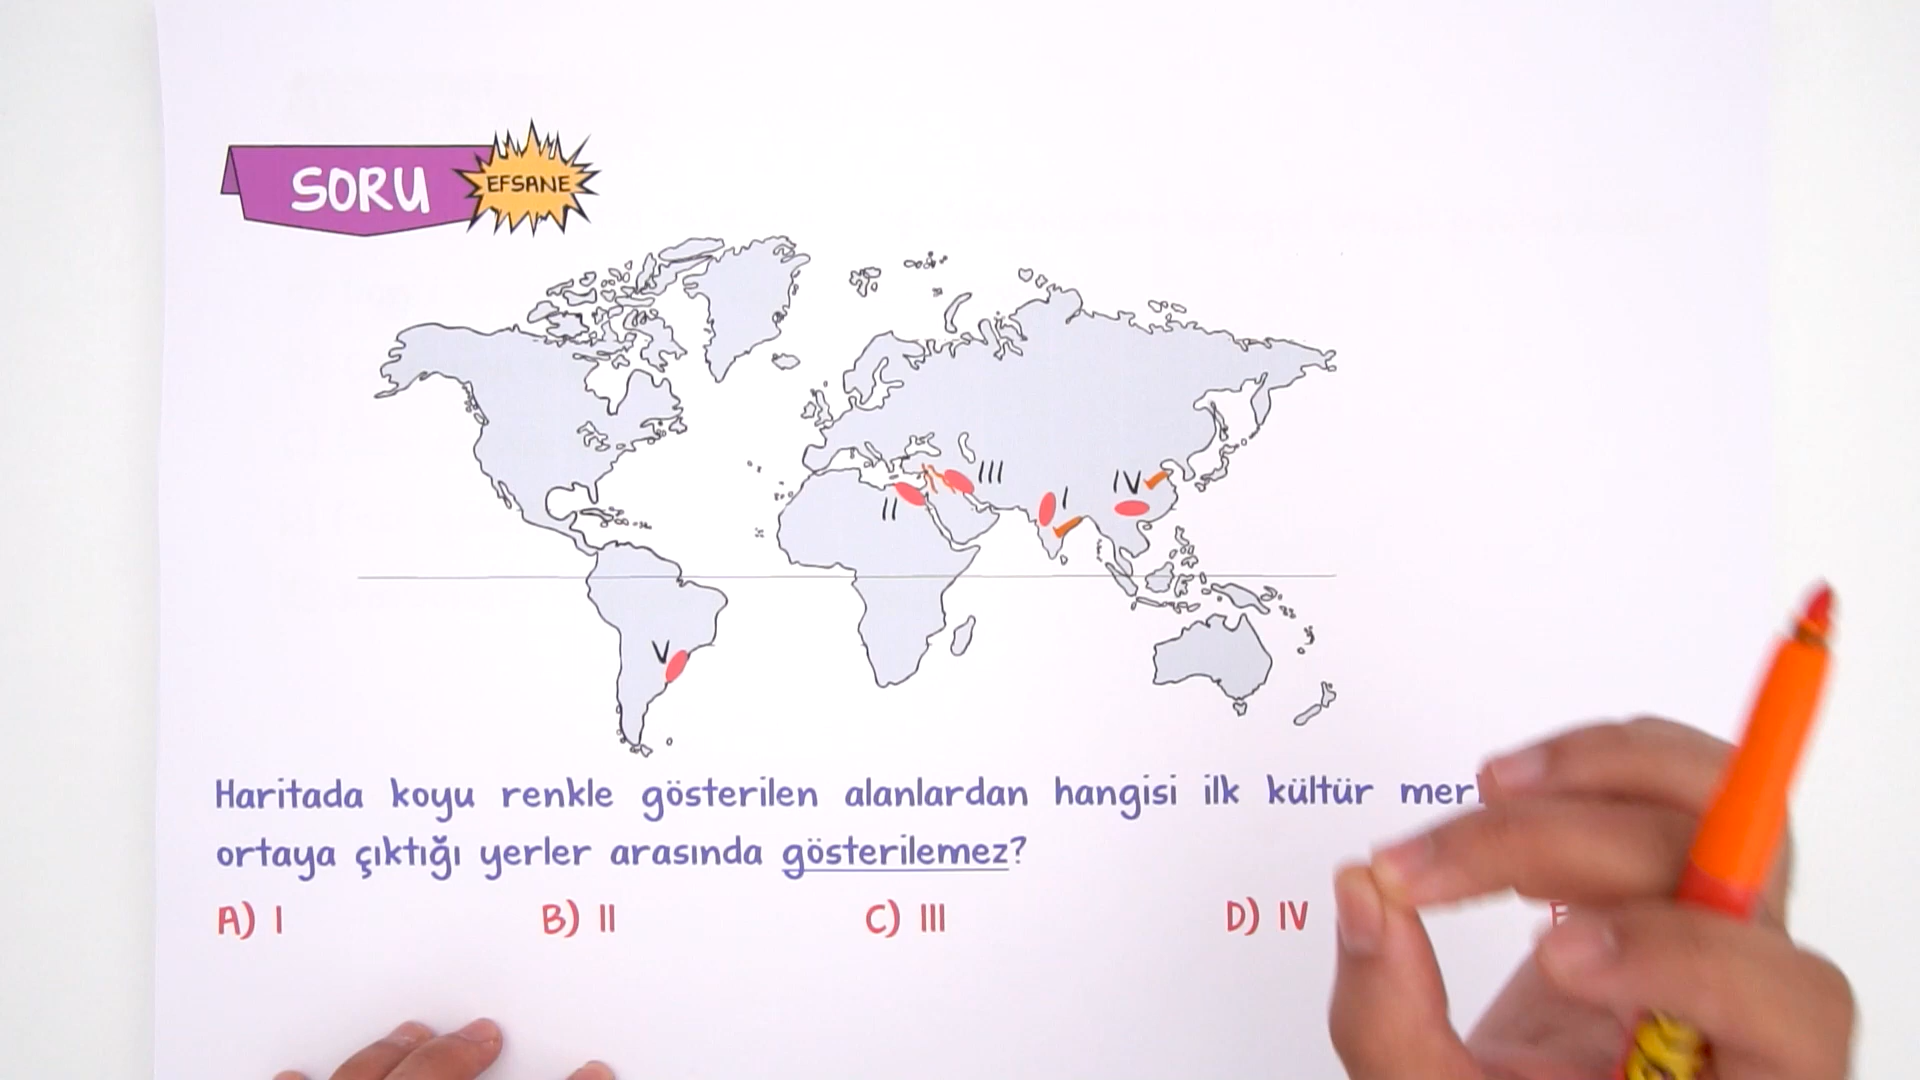 SORU
EFSANE
III
IV
I
II
V
Haritada koyu renkle gösterilen alanlardan hangisi ilk kültür
ortaya çıktığı yerler arasında gösterilemez?
A) I
B) II
C) III
D) IV